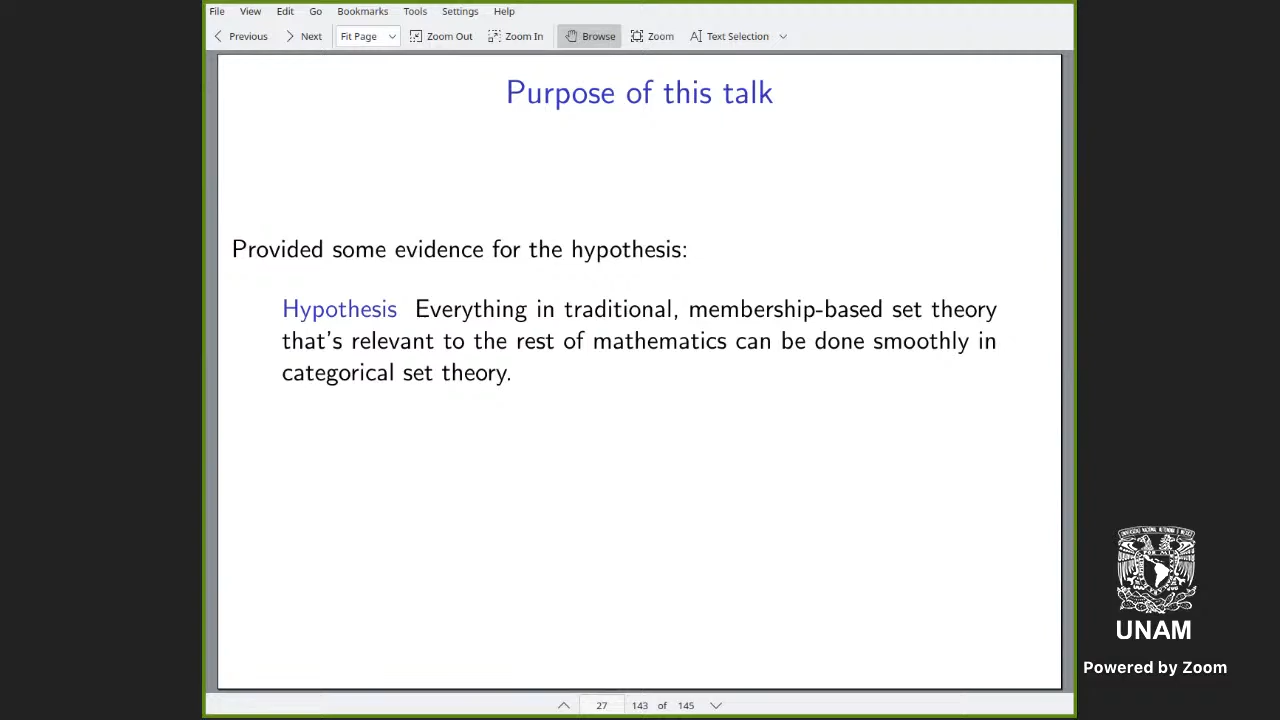 File View Edit Go Bookmarks Tools Settings Help
Previous Next Fit Page Zoom Out Zoom In Browse Zoom Text Selection
Purpose of this talk
Provided some evidence for the hypothesis:
Hypothesis Everything in traditional, membership-based set theory
that's relevant to the rest of mathematics can be done smoothly in
categorical set theory.
UNAM
Powered by Zoom
27 143 of 145